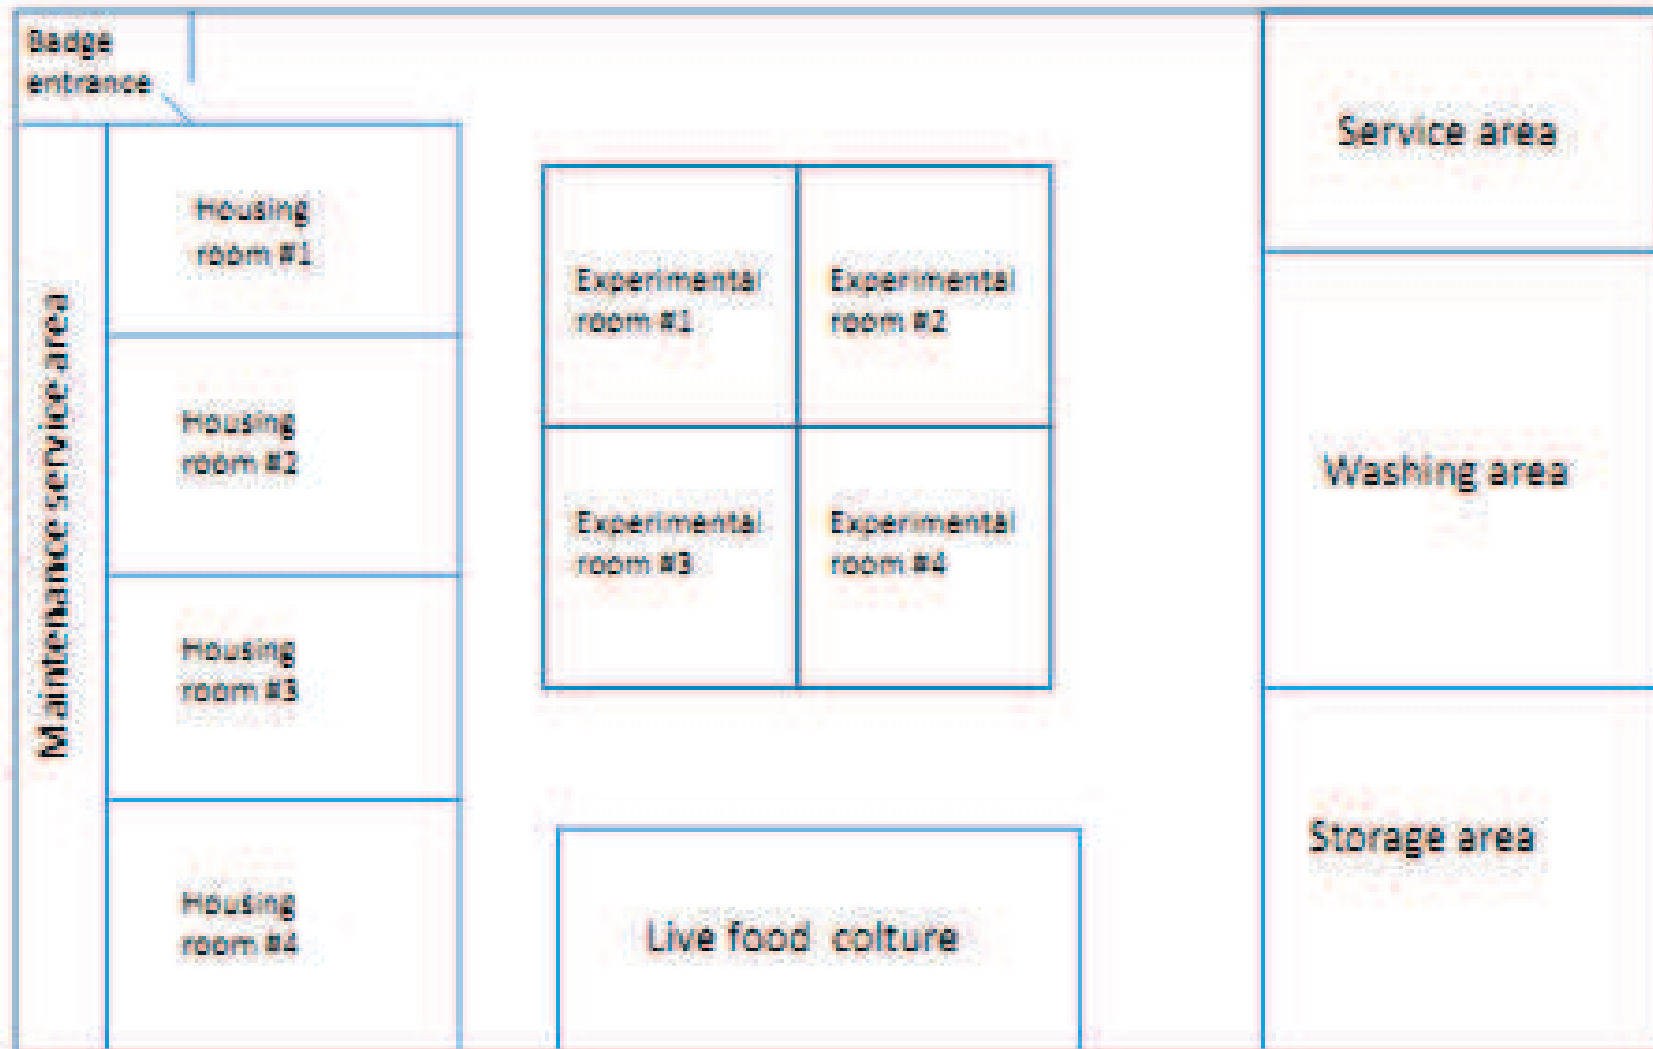 Badge
entrance
Maintenance service area
Housing
room #1
Housing
room #2
Housing
room #3
Housing
room #4
Experimental
room #1
Experimental
room #2
Experimental
room #3
Experimental
room #4
Live food colture
Service area
Washing area
Storage area